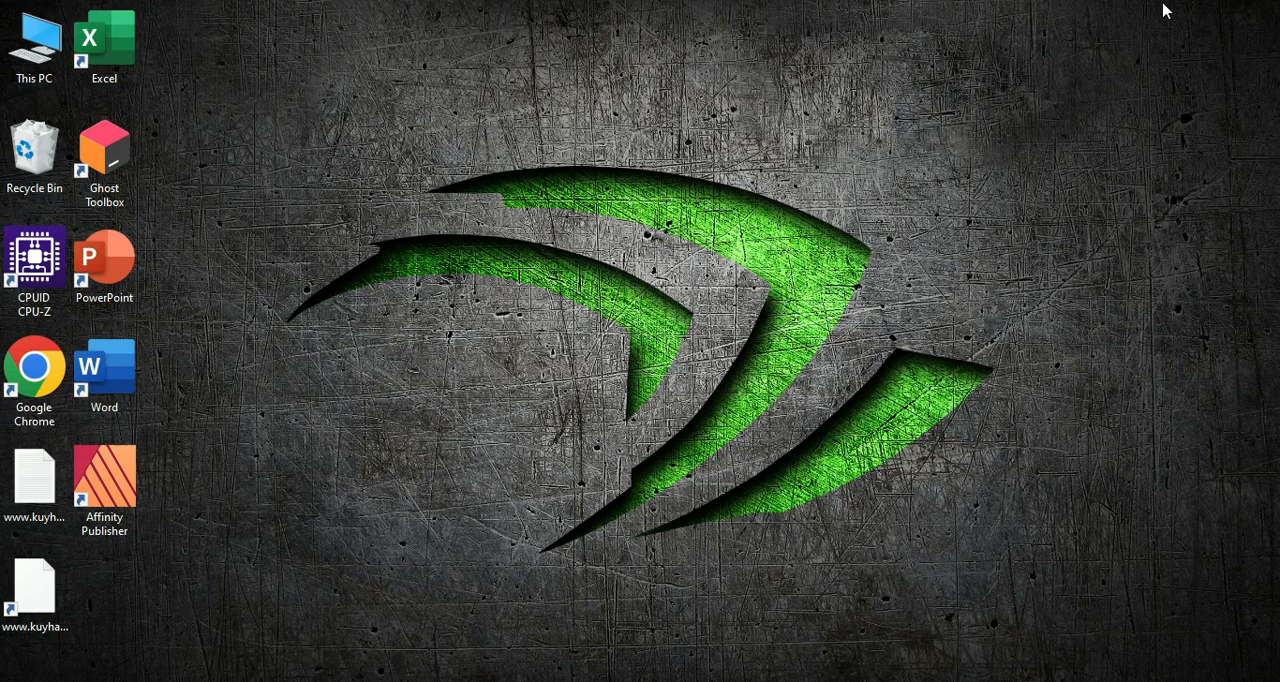 This PC
Excel
Recycle Bin
Ghost
Toolbox
CPUID
CPU-Z
PowerPoint
Google
Chrome
Word
www.kuyh...
Affinity
Publisher
www.kuyha...
X
P
W